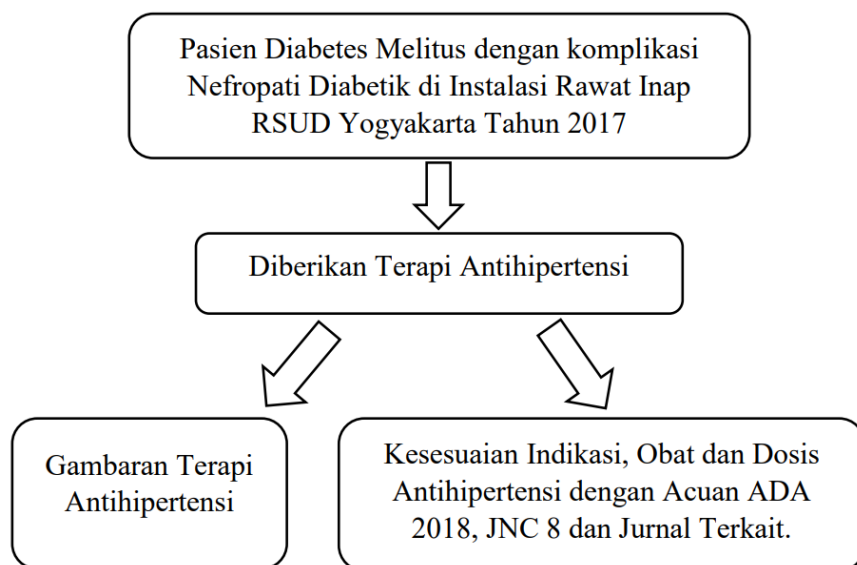 Pasien Diabetes Melitus dengan komplikasi
Nefropati Diabetik di Instalasi Rawat Inap
RSUD Yogyakarta Tahun 2017
Diberikan Terapi Antihipertensi
Gambaran Terapi
Antihipertensi
Kesesuaian Indikasi, Obat dan Dosis
Antihipertensi dengan Acuan ADA
2018, JNC 8 dan Jurnal Terkait.